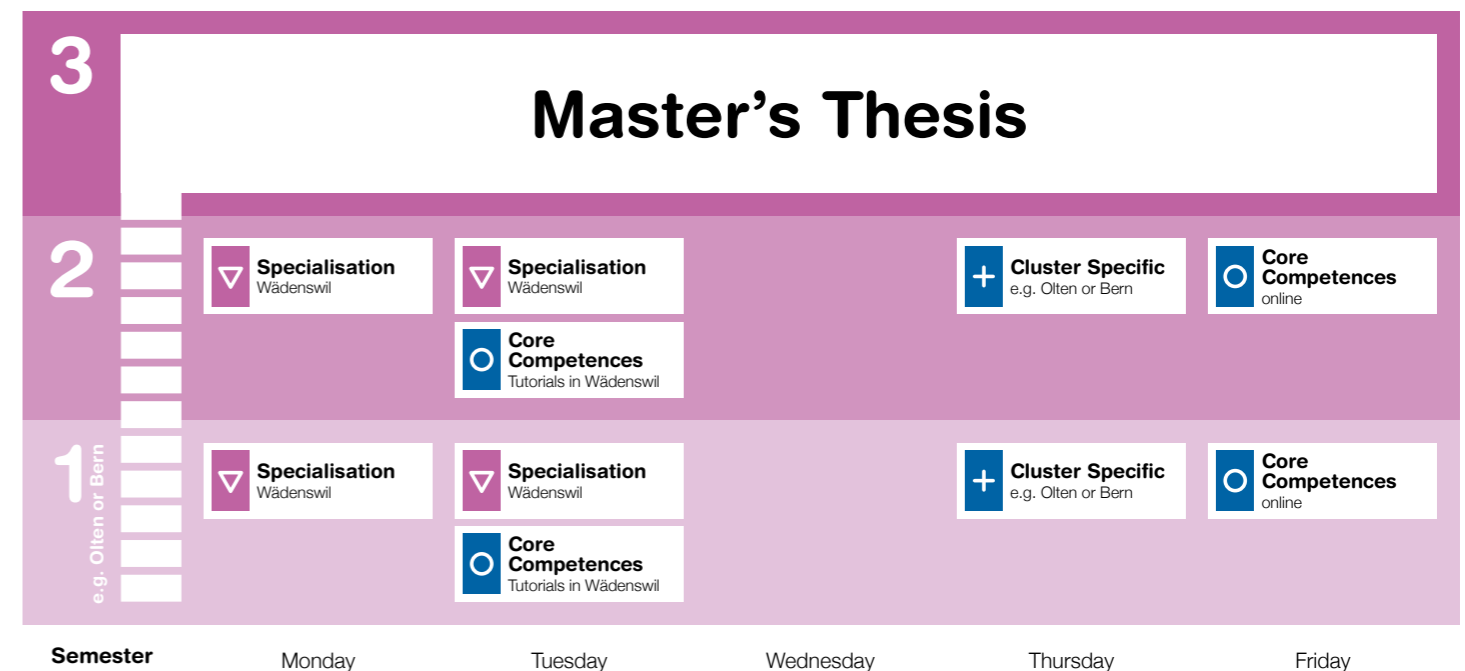 3
Master's Thesis
2
Specialisation
Wädenswil
Specialisation
Wädenswil
Core
Competences
Tutorials in Wädenswil
Cluster Specific
e.g. Olten or Bern
Core
Competences
online
1
e.g. Olten or Bern
Specialisation
Wädenswil
Specialisation
Wädenswil
Core
Competences
Tutorials in Wädenswil
Cluster Specific
e.g. Olten or Bern
Core
Competences
online
Semester
Monday
Tuesday
Wednesday
Thursday
Friday